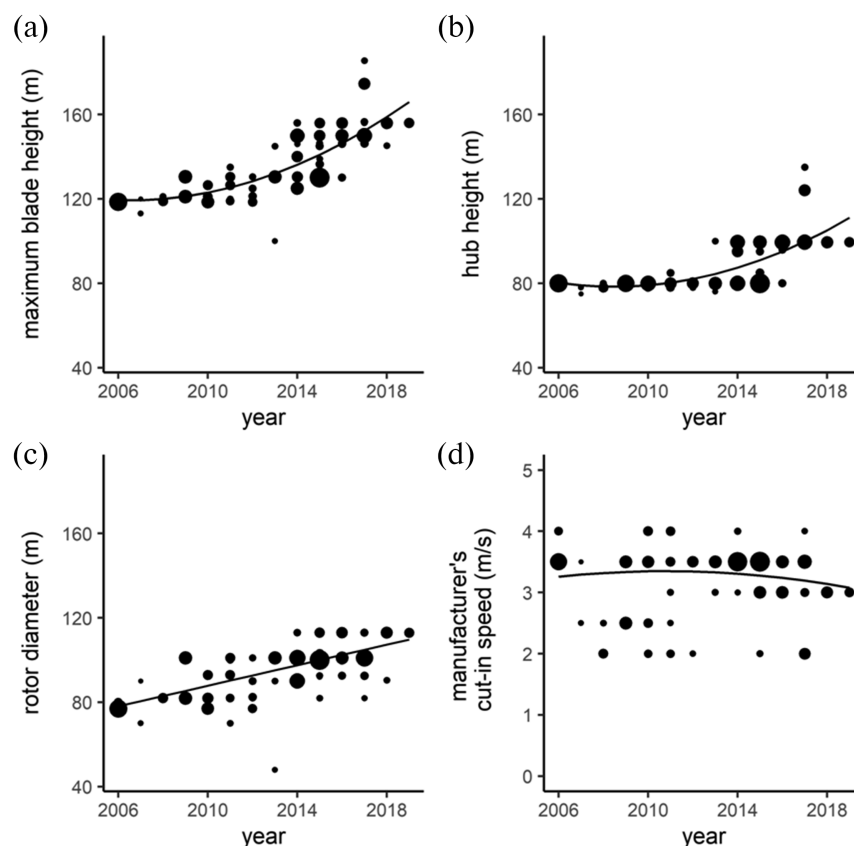 (a)
maximum blade height (m)
160
120
80
40
2006 2010 2014 2018
year
(b)
hub height (m)
160
120
80
40
2006 2010 2014 2018
year
(c)
rotor diameter (m)
160
120
80
40
2006 2010 2014 2018
year
(d)
manufacturer's
cut-in speed (m/s)
5
4
3
2
1
0
2006 2010 2014 2018
year